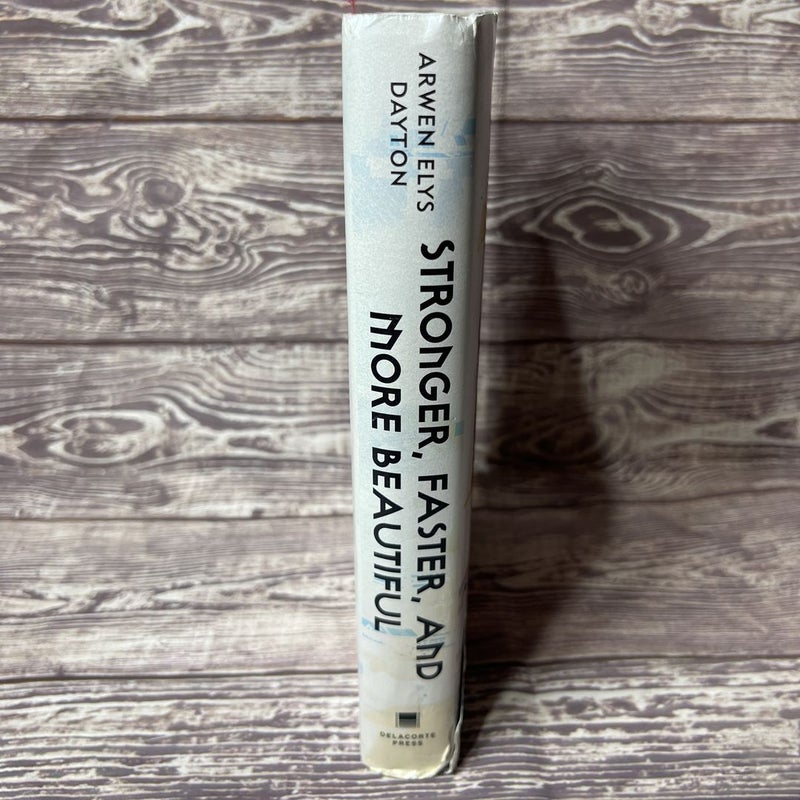 ARWEN ELYS
DAYTON
STRONGER, FASTER, AND
MORE BEAUTIFUL
DELACORTE
PRESS